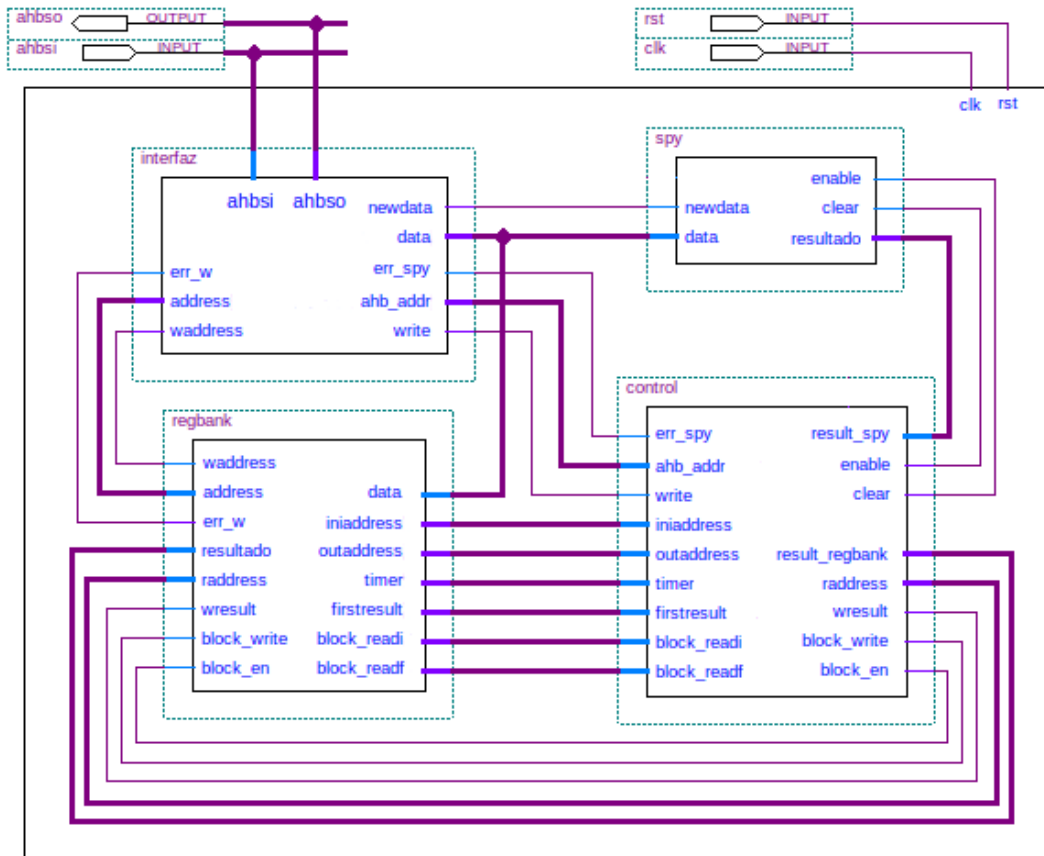 ahbso OUTPUT
ahbsi INPUT
rst INPUT
clk INPUT
clk rst
interfaz
ahbsi ahbso
newdata
data
err_spy
ahb_addr
write
err_w
address
waddress
spy
newdata
data
enable
clear
resultado
regbank
waddress
address
err_w
resultado
raddress
wresult
block_write
block_en
data
iniaddress
outaddress
timer
firstresult
block_readi
block_readf
control
err_spy
ahb_addr
write
iniaddress
outaddress
timer
firstresult
block_readi
block_readf
result_spy
enable
clear
result_regbank
raddress
wresult
block_write
block_en